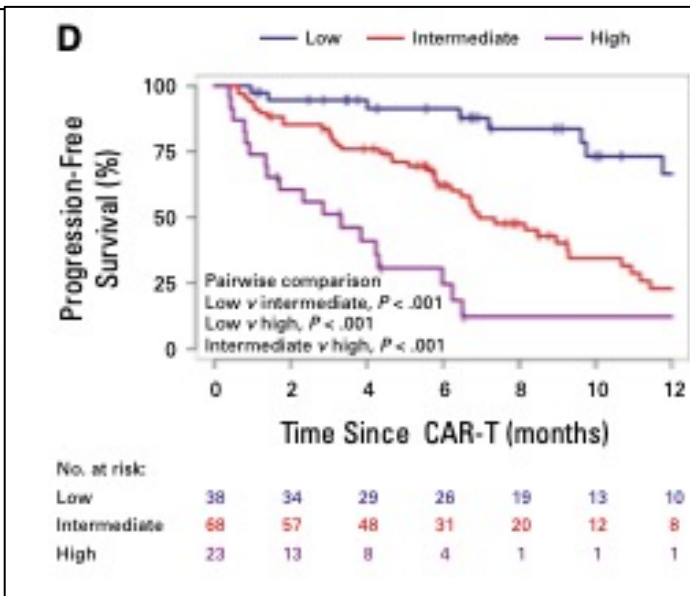 D
Low Intermediate High
Progression-Free
Survival (%)
100
75
50
25
0
Pairwise comparison
Low v intermediate, P < .001
Low v high, P < .001
Intermediate v high, P < .001
0 2 4 6 8 10 12
Time Since CAR-T (months)
No. at risk:
Low 38 34 29 26 19 13 10
Intermediate 68 57 48 31 20 12 8
High 23 13 8 4 1 1 1